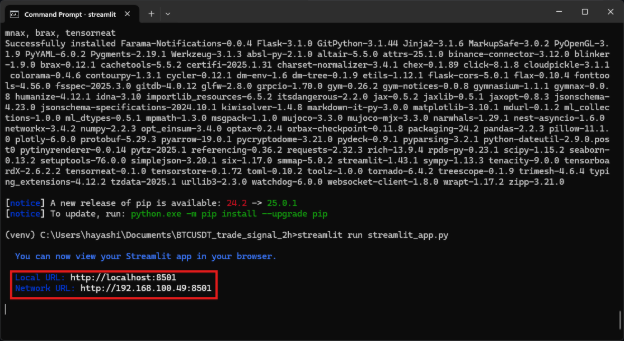 Command Prompt - streamlit
mnax, brax, tensorneat
Successfully installed Farama-Notifications-0.0.4 Flask-3.1.0 GitPython-3.1.44 Jinja2-3.1.6 MarkupSafe-3.0.2 PyOpenGL-3.
1.9 PyYAML-6.0.2 Pygments-2.19.1 Werkzeug-3.1.3 absl-py-2.1.0 altair-5.5.0 attrs-25.1.0 binance-connector-3.12.0 blinker
-1.9.0 brax-0.12.1 cachetools-5.5.2 certifi-2025.1.31 charset-normalizer-3.4.1 chex-0.1.89 click-8.1.8 cloudpickle-3.1.1
colorama-0.4.6 contourpy-1.3.1 cycler-0.12.1 dm-env-1.6 dm-tree-0.1.9 etils-1.12.1 flask-cors-5.0.1 flax-0.10.4 fonttoo
ls-4.56.0 fsspec-2025.3.0 gitdb-4.0.12 glfw-2.8.0 grpcio-1.70.0 gym-0.26.2 gym-notices-0.0.8 gymnasium-1.1.1 gymnax-0.0.
8 humanize-4.12.1 idna-3.10 importlib_resources-6.5.2 itsdangerous-2.2.0 jax-0.5.2 jaxlib-0.5.1 jaxopt-0.8.3 jsonschema-
4.23.0 jsonschema-specifications-2024.10.1 kiwisolver-1.4.8 markdown-it-py-3.0.0 matplotlib-3.10.1 mdurl-0.1.2 ml_collec
tions-1.0.0 ml_dtypes-0.5.1 mpmath-1.3.0 msgpack-1.1.0 mujoco-3.3.0 mujoco-mjx-3.3.0 narwhals-1.29.1 nest-asyncio-1.6.0
networkx-3.4.2 numpy-2.2.3 opt_einsum-3.4.0 optax-0.2.4 orbax-checkpoint-0.11.8 packaging-24.2 pandas-2.2.3 pillow-11.1.
0 plotly-6.0.0 protobuf-5.29.3 pyarrow-19.0.1 pycryptodome-3.21.0 pydeck-0.9.1 pyparsing-3.2.1 python-dateutil-2.9.0.pos
t0 pytinyrenderer-0.0.14 pytz-2025.1 referencing-0.36.2 requests-2.32.3 rich-13.9.4 rpds-py-0.23.1 scipy-1.15.2 seaborn-
0.13.2 setuptools-76.0.0 simplejson-3.20.1 six-1.17.0 smmap-5.0.2 streamlit-1.43.1 sympy-1.13.3 tenacity-9.0.0 tensorboa
rdX-2.6.2.2 tensorneat-0.1.0 tensorstore-0.1.72 toml-0.10.2 toolz-1.0.0 tornado-6.4.2 treescope-0.1.9 trimesh-4.6.4 typi
ng_extensions-4.12.2 tzdata-2025.1 urllib3-2.3.0 watchdog-6.0.0 websocket-client-1.8.0 wrapt-1.17.2 zipp-3.21.0
[notice] A new release of pip is available: 24.2 -> 25.0.1
[notice] To update, run: python.exe -m pip install --upgrade pip
(venv) C:\Users\hayashi\Documents\BTCUSDT_trade_signal_2h>streamlit run streamlit_app.py
You can now view your Streamlit app in your browser.
Local URL: http://localhost:8501
Network URL: http://192.168.100.49:8501